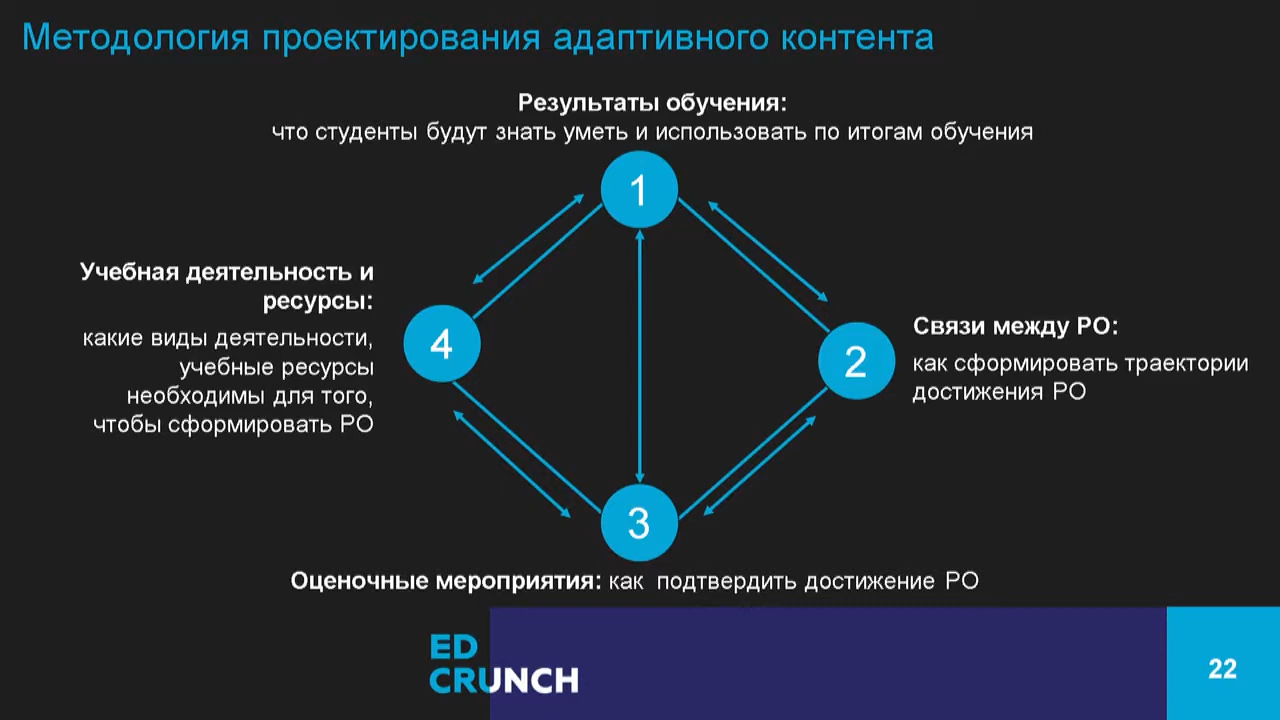 Методология проектирования адаптивного контента
Результаты обучения:
что студенты будут знать уметь и использовать по итогам обучения
1
Учебная деятельность и
ресурсы:
какие виды деятельности,
учебные ресурсы
необходимы для того,
чтобы сформировать РО
4
2
Связи между РО:
как сформировать траектории
достижения РО
3
Оценочные мероприятия: как  подтвердить достижение РО
ED
CRUNCH
22